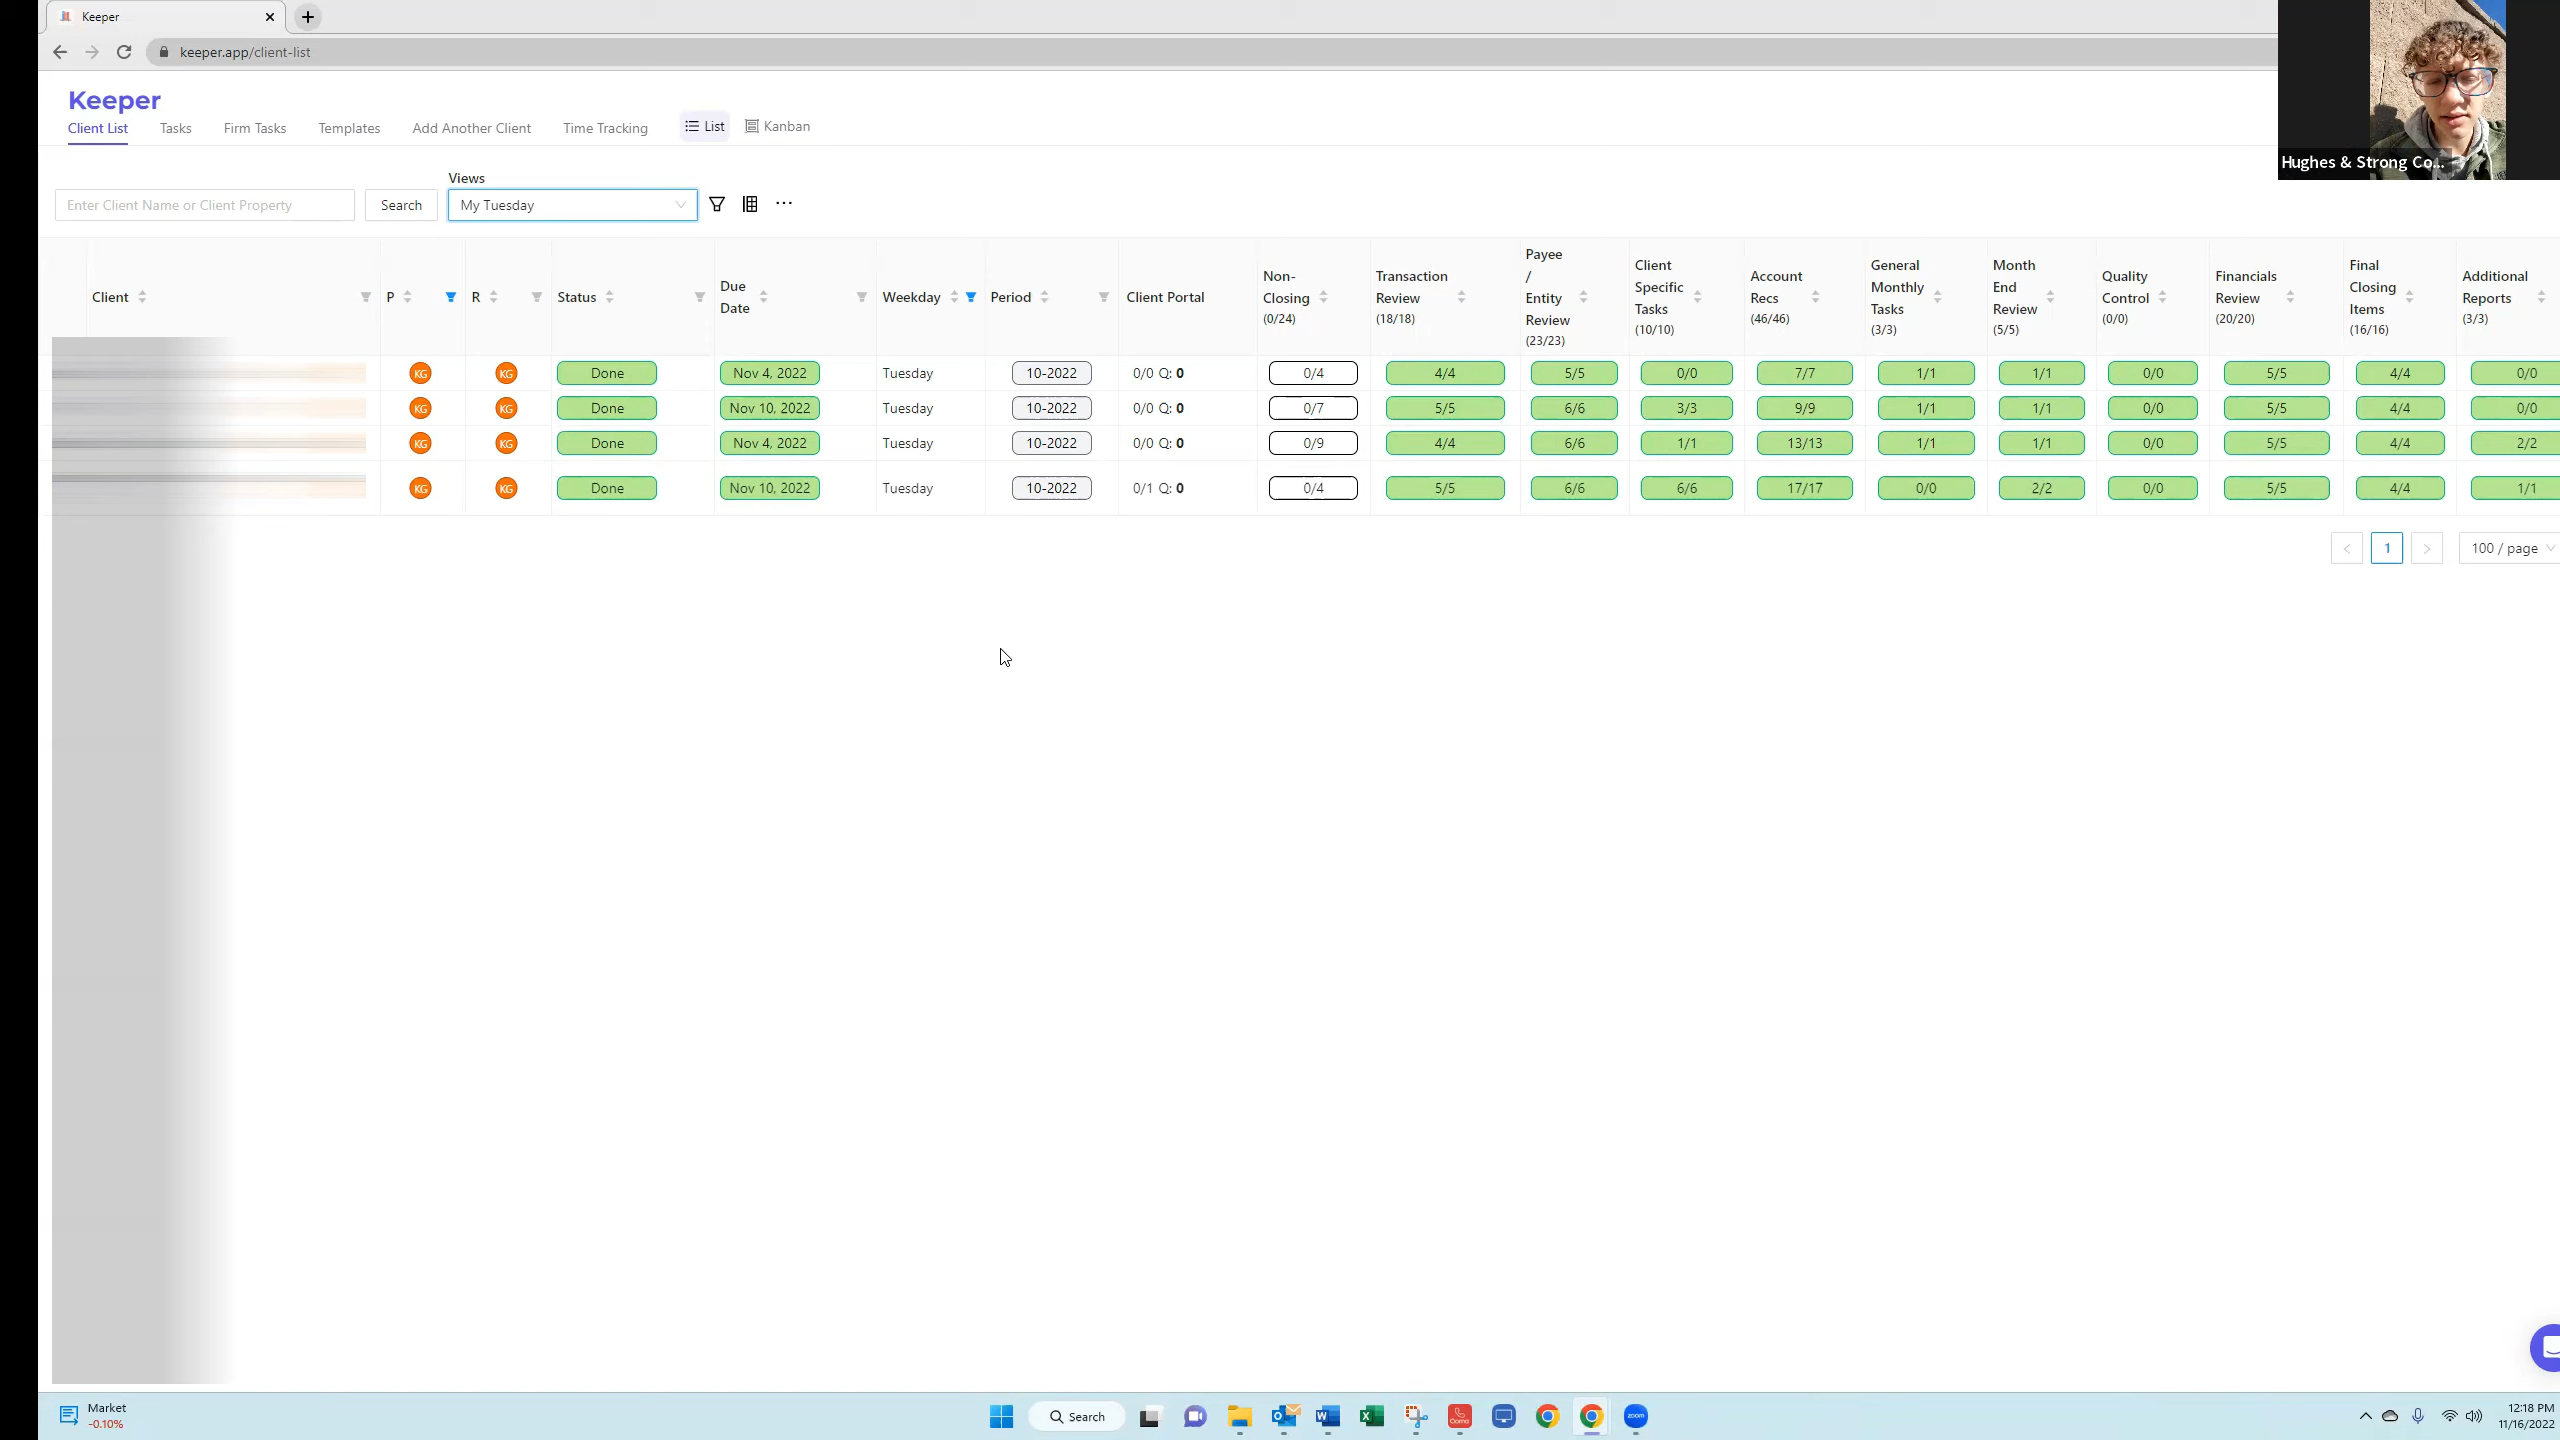 Keeper
keeper.app/client-list
Hughes & Strong Co...
Keeper
Client List Tasks Firm Tasks Templates Add Another Client Time Tracking List Kanban
Views
Enter Client Name or Client Property Search My Tuesday
Client P R Status Due Date Weekday Period Client Portal Non-Closing (0/24) Transaction Review (18/18) Payee / Entity Review (23/23) Client Specific Tasks (10/10) Account Recs (46/46) General Monthly Tasks (3/3) Month End Review (5/5) Quality Control (0/0) Financials Review (20/20) Final Closing Items (16/16) Additional Reports (3/3)
KG KG Done Nov 4, 2022 Tuesday 10-2022 0/0 Q: 0 0/4 4/4 5/5 0/0 7/7 1/1 1/1 0/0 5/5 4/4 0/0
KG KG Done Nov 10, 2022 Tuesday 10-2022 0/0 Q: 0 0/7 5/5 6/6 3/3 9/9 1/1 1/1 0/0 5/5 4/4 0/0
KG KG Done Nov 4, 2022 Tuesday 10-2022 0/0 Q: 0 0/9 4/4 6/6 1/1 13/13 1/1 1/1 0/0 5/5 4/4 2/2
KG KG Done Nov 10, 2022 Tuesday 10-2022 0/1 Q: 0 0/4 5/5 6/6 6/6 17/17 0/0 2/2 0/0 5/5 4/4 1/1
1 100 / page
Market
-0.10%
Search
Ooma
zoom
12:18 PM
11/16/2022